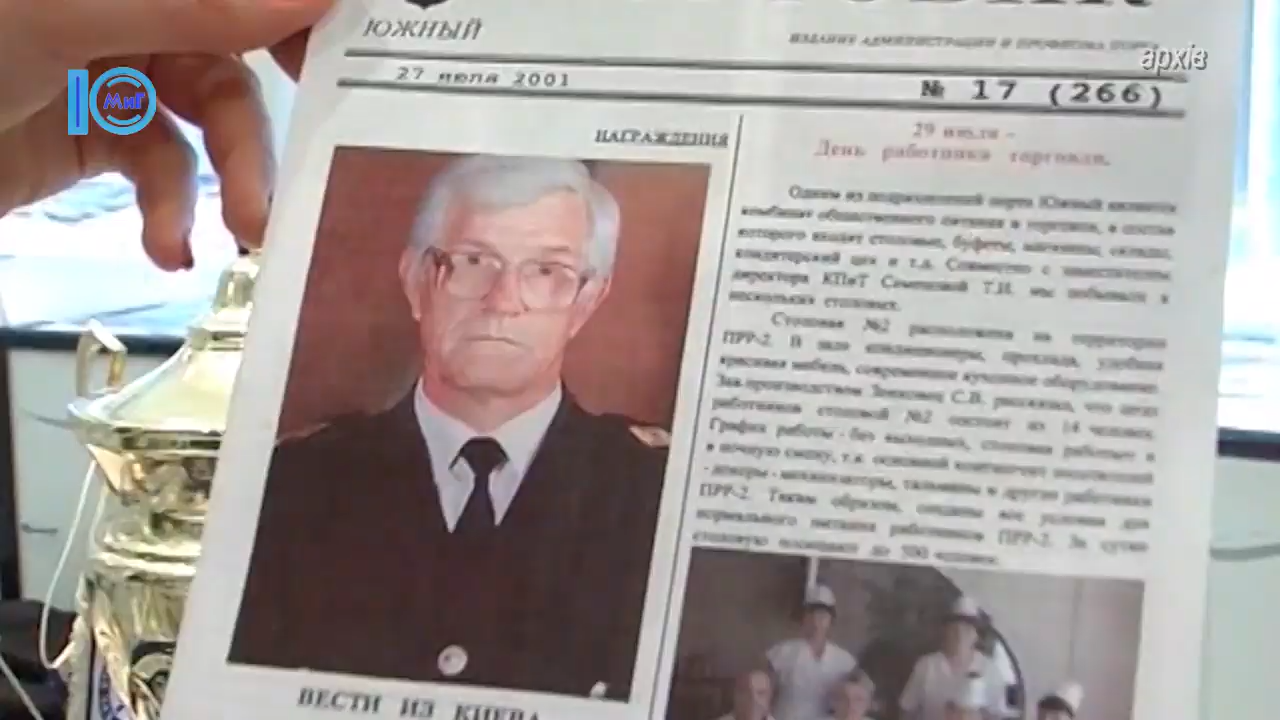 ЮЖНЫЙ
ИЗДАНИЕ АДМИНИСТРАЦИИ И ПРОФКОМА ПОРТА
архів
27 июля 2001
№ 17 (266)
Миг
НАГРАЖДЕНИЯ
29 июля -
День работника торговли.
Одним из подразделений порта Южный является
комбинат общественного питания и торговли, в состав
которого входят столовые, буфеты, магазины, склады,
кондитерский цех и т.д. Совместно с заместителем
директора КПиТ Семеновой Т.Н. мы побывали в
нескольких столовых.
Столовая №2 расположена на территории
ПРР-2. В зале кондиционеры, прохлада, удобная
красивая мебель, современное кухонное оборудование.
Зав.производством С.В. рассказал, что штат
работников столовой №2 состоит из 14 человек.
График работы - без выходных, столовая работает и
в ночную смену, т.к. основной контингент посетителей
- докеры - механизаторы, тальманы и другие работники
ПРР-2. Таким образом, созданы все условия для
нормального питания работников ПРР-2. За сутки
столовую посещают до 500 человек.
ВЕСТИ ИЗ КИЕВА